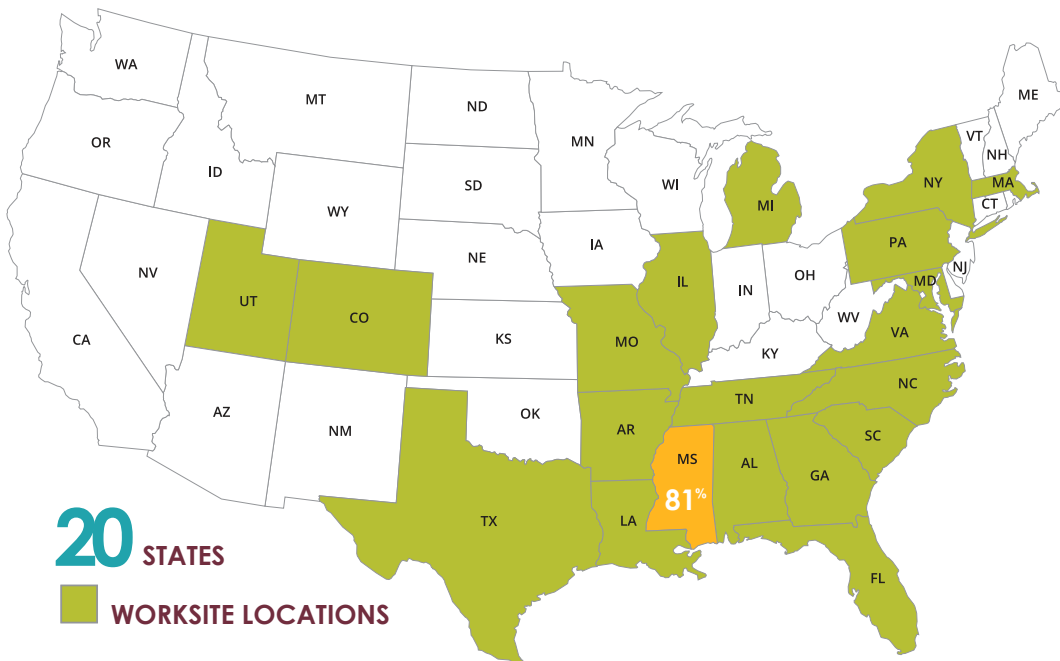 WA
MT
ND
MN
ME
VT
NH
OR
ID
SD
WI
MI
NY
MA
CT
WY
IA
PA
NE
NV
UT
CO
IL
IN
OH
NJ
MD
WV
VA
CA
KS
MO
KY
AZ
NM
OK
AR
TN
NC
SC
MS
81%
AL
GA
TX
LA
FL
20 STATES
WORKSITE LOCATIONS